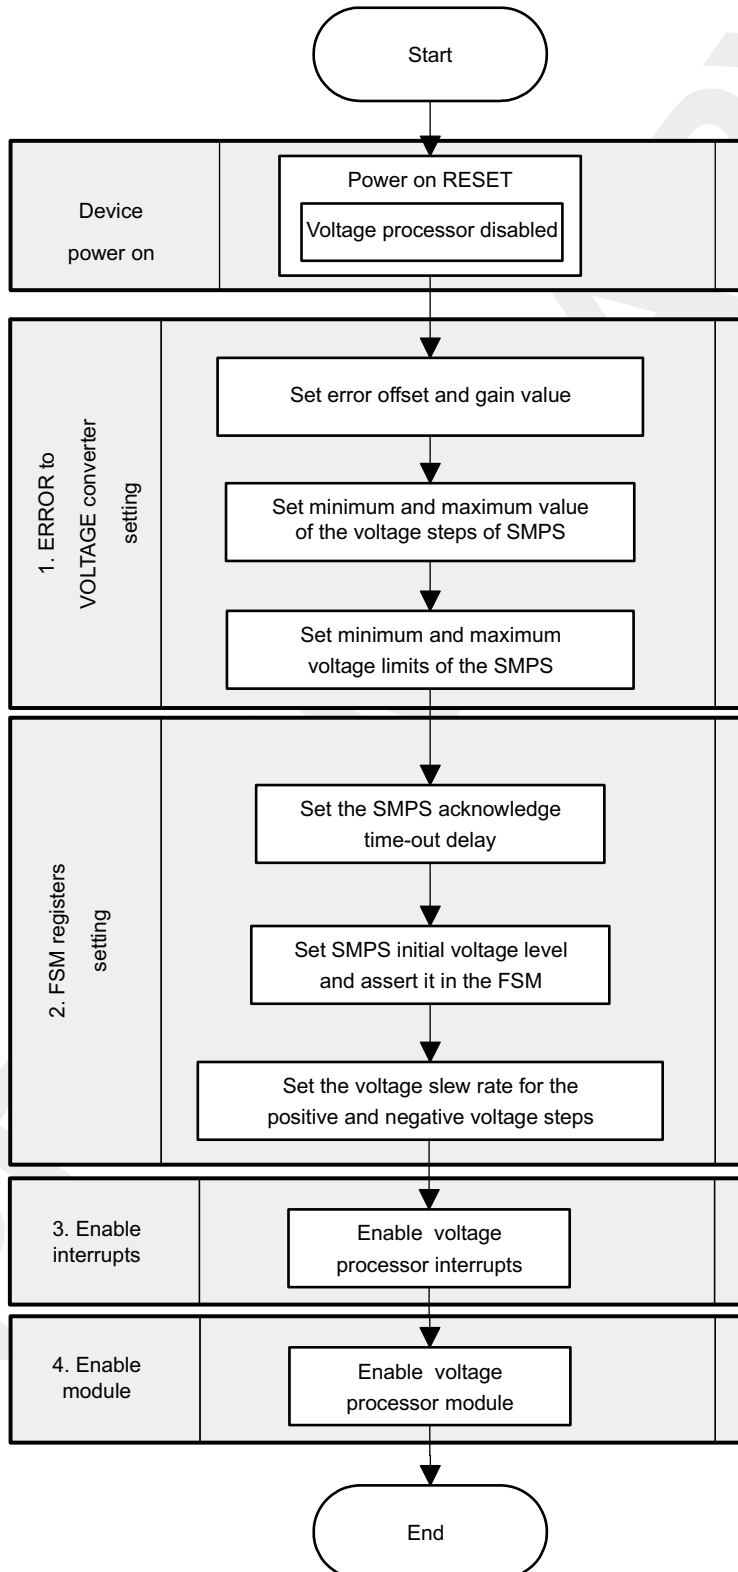 Start
Device
power on
Power on RESET
Voltage processor disabled
1. ERROR to
VOLTAGE converter
setting
Set error offset and gain value
Set minimum and maximum value
of the voltage steps of SMPS
Set minimum and maximum
voltage limits of the SMPS
2. FSM registers
setting
Set the SMPS acknowledge
time-out delay
Set SMPS initial voltage level
and assert it in the FSM
Set the voltage slew rate for the
positive and negative voltage steps
3. Enable
interrupts
Enable voltage
processor interrupts
4. Enable
module
Enable voltage
processor module
End